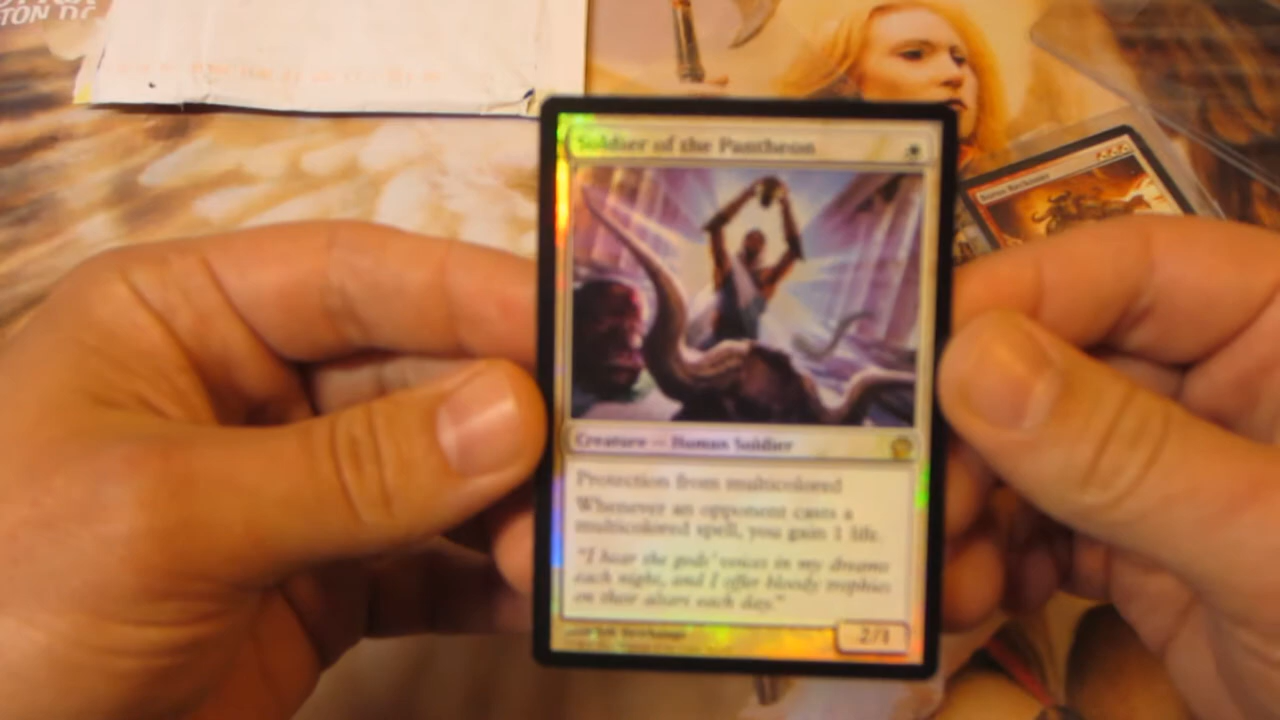 TON DC
Soldier of the Pantheon
Creature — Human Soldier
Protection from multicolored
Whenever an opponent casts a
multicolored spell, you gain 1 life.
"I hear the gods' voices in my dreams
each night, and I offer bloody trophies
on their altars each day."
2/1